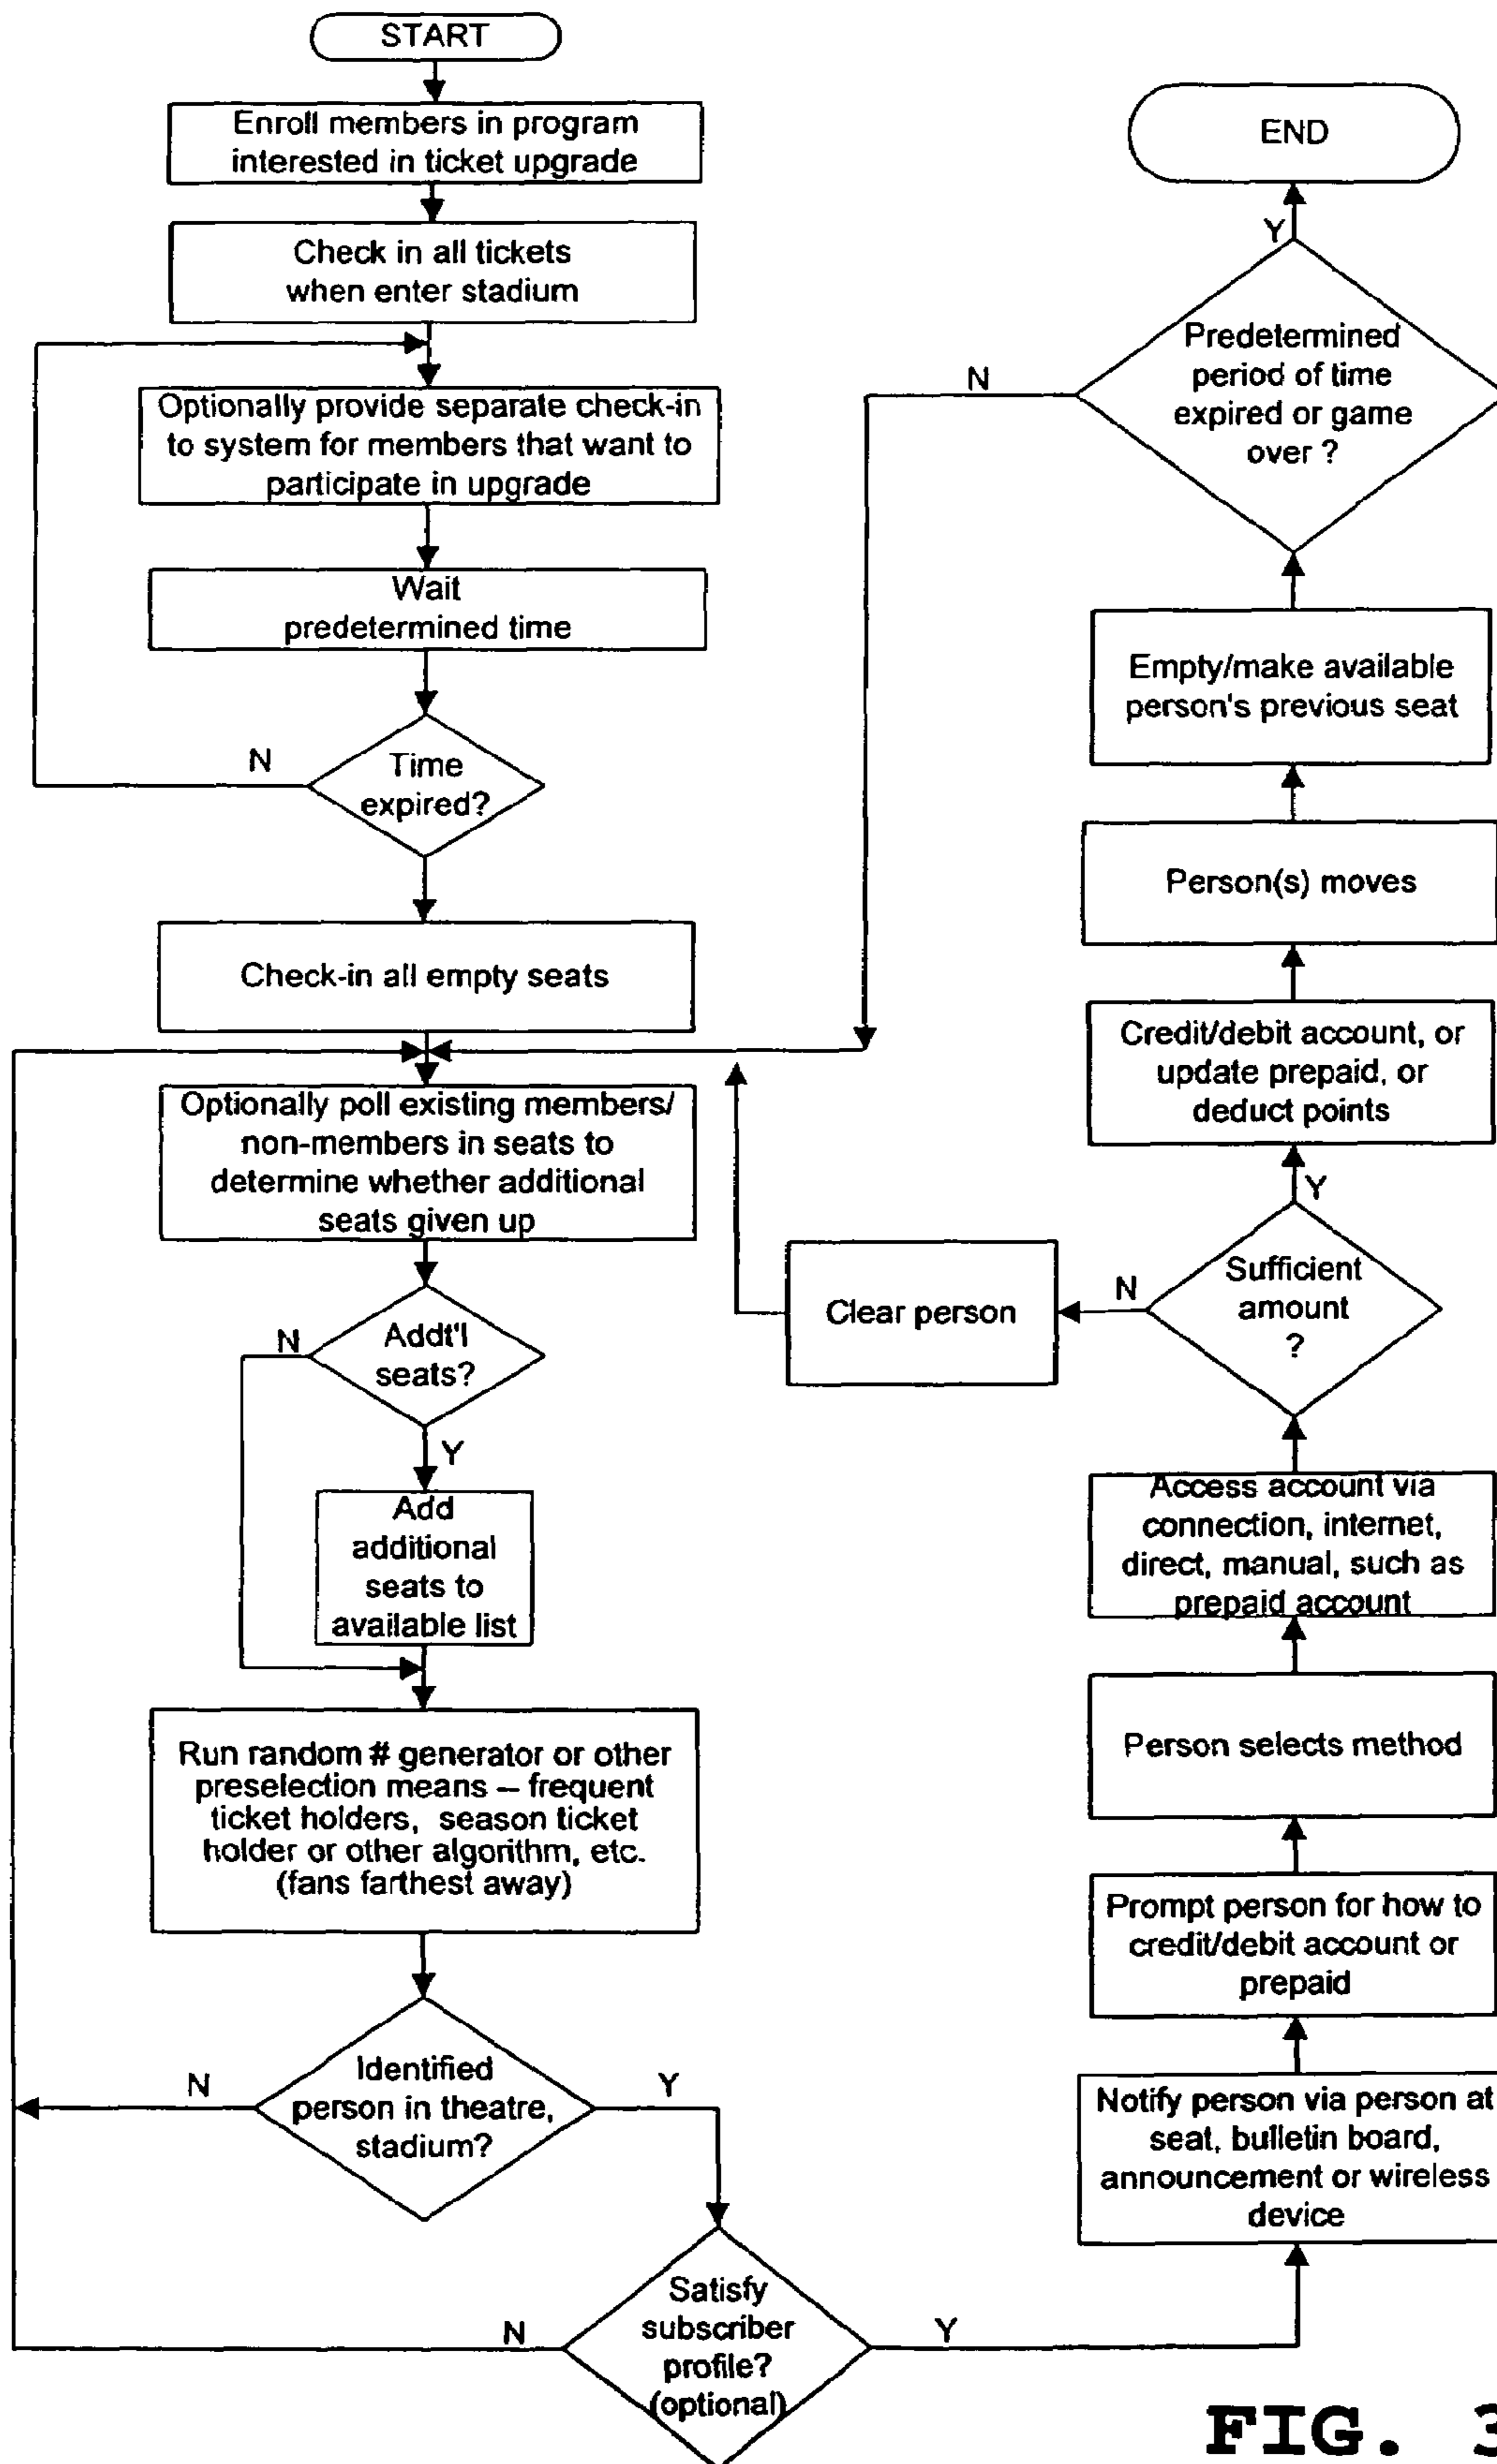 START
Enroll members in program
interested in ticket upgrade
Check in all tickets
when enter stadium
Optionally provide separate check-in
to system for members that want to
participate in upgrade
Wait
predetermined time
N
Time
expired?
Check-in all empty seats
Optionally poll existing members/
non-members in seats to
determine whether additional
seats given up
N
Addt'l
seats?
Y
Add
additional
seats to
available list
Run random # generator or other
preselection means – frequent
ticket holders, season ticket
holder or other algorithm, etc.
(fans farthest away)
N
Identified
person in theatre,
stadium?
Y
N
Satisfy
subscriber
profile?
(optional)
Y
Notify person via person at
seat, bulletin board,
announcement or wireless
device
Prompt person for how to
credit/debit account or
prepaid
Person selects method
Access account via
connection, internet,
direct, manual, such as
prepaid account
Sufficient
amount
?
N
Clear person
Y
Credit/debit account, or
update prepaid, or
deduct points
Person(s) moves
Empty/make available
person's previous seat
Predetermined
period of time
expired or game
over ?
N
Y
END
FIG. 3